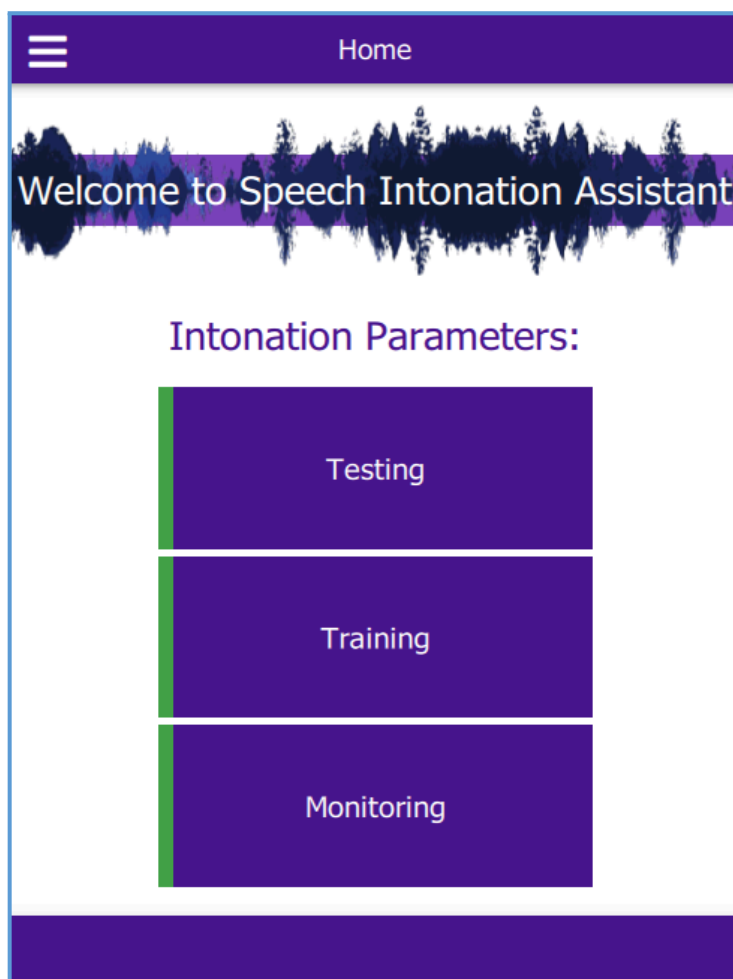 Home
Welcome to Speech Intonation Assistant
Intonation Parameters:
Testing
Training
Monitoring